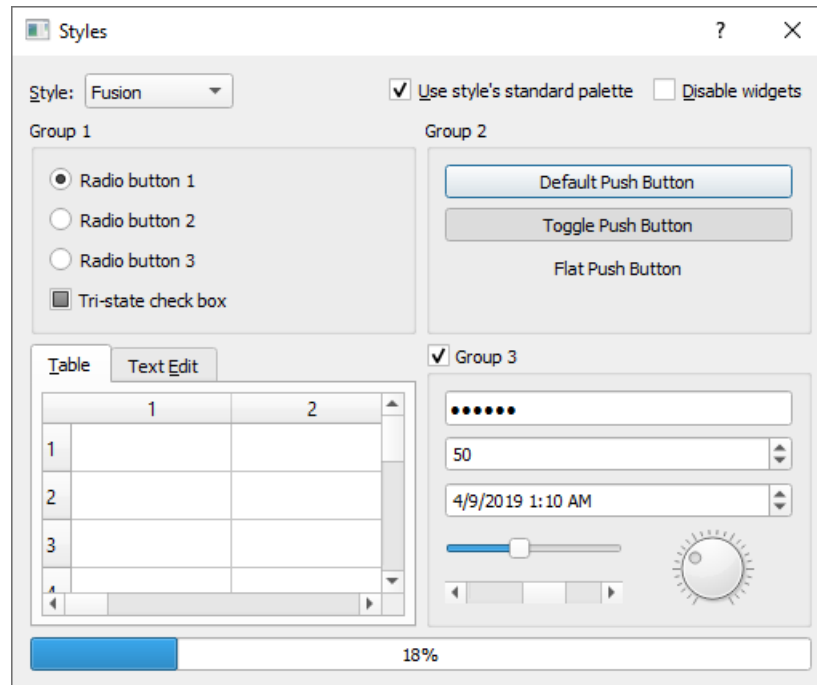 Styles ?
Style: Fusion Use style's standard palette Disable widgets
Group 1
Radio button 1
Radio button 2
Radio button 3
Tri-state check box
Group 2
Default Push Button
Toggle Push Button
Flat Push Button
Table Text Edit
1 2
1
2
3
4
Group 3
••••••
50
4/9/2019 1:10 AM
18%